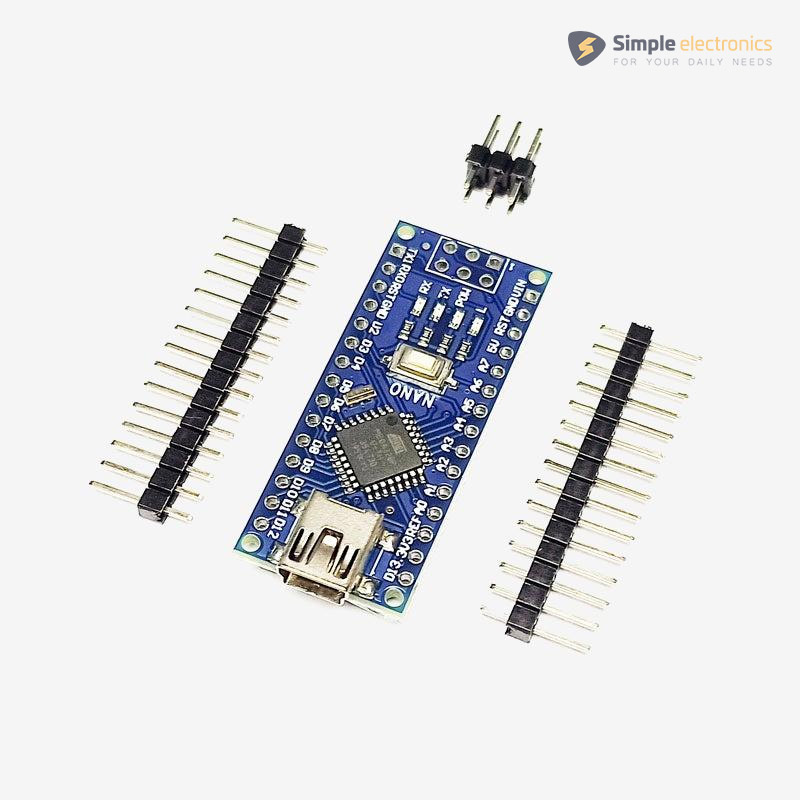 Simple electronics
FOR YOUR DAILY NEEDS
TX1 RX0 RST GND D2 D3 D4 D5 D6 D7 D8 D9 D10 D11 D12
RX TX POW L
VIN GND RST 5V A7 A6 A5 A4 A3 A2 A1 A0 REF 3V3 D13
NANO